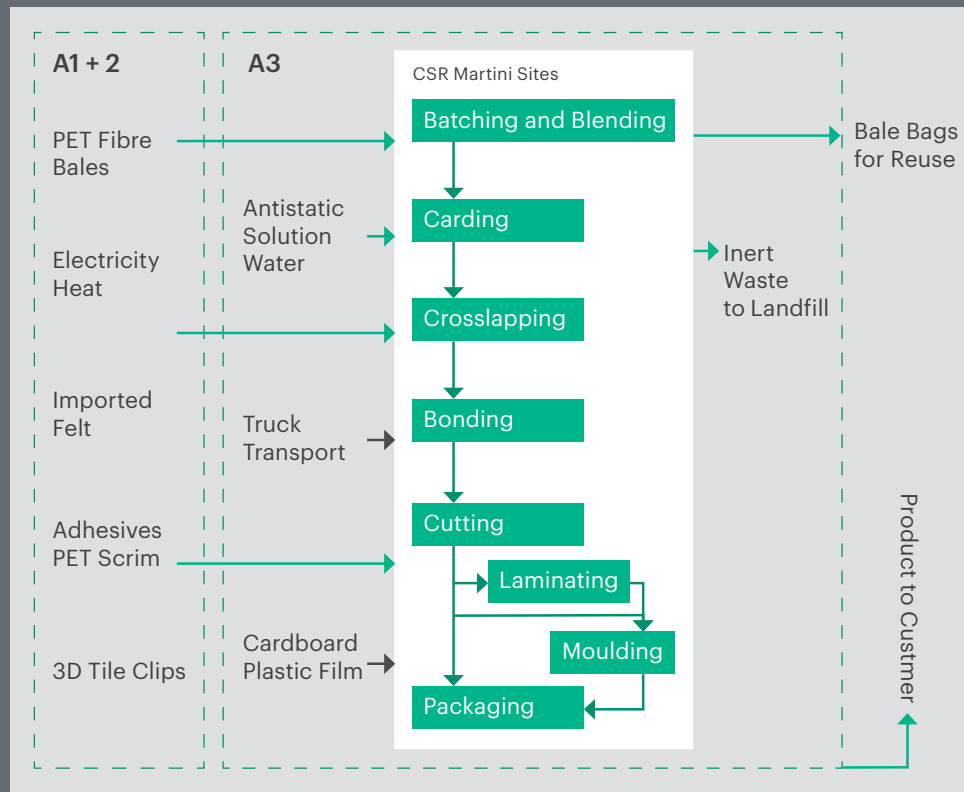 A1 + 2
PET Fibre
Bales
Electricity
Heat
Imported
Felt
Adhesives
PET Scrim
3D Tile Clips
A3
Antistatic
Solution
Water
Truck
Transport
Cardboard
Plastic Film
CSR Martini Sites
Batching and Blending
Carding
Crosslapping
Bonding
Cutting
Laminating
Moulding
Packaging
Inert
Waste
to Landfill
Bale Bags
for Reuse
Product to Custmer